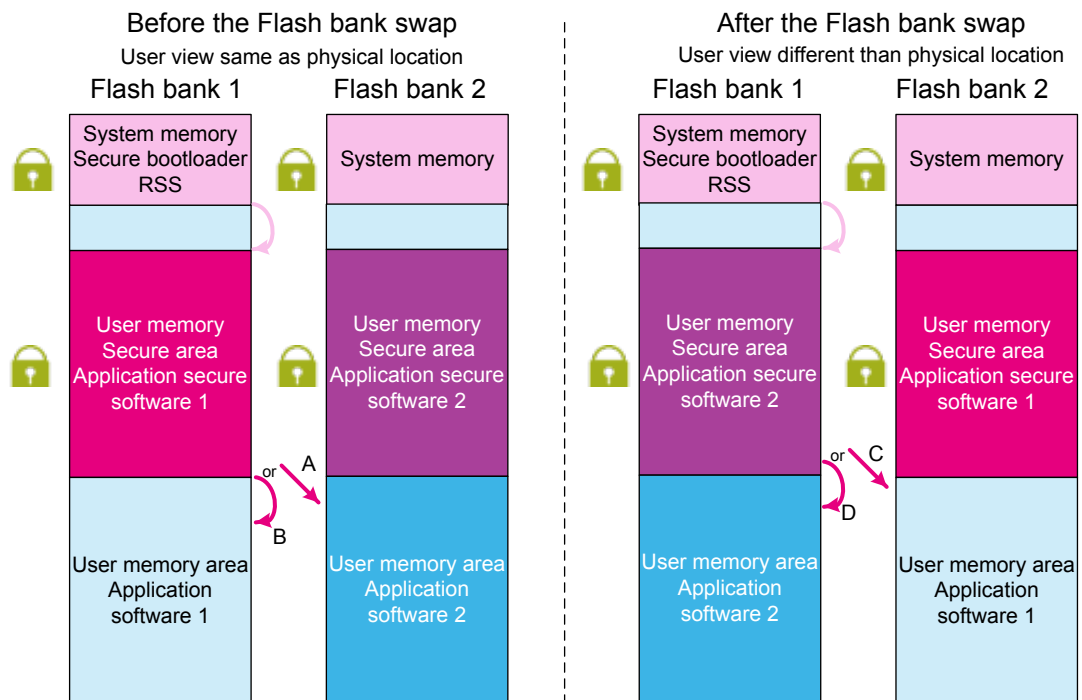 Before the Flash bank swap
User view same as physical location
Flash bank 1
Flash bank 2
System memory
Secure bootloader
RSS
System memory
User memory
Secure area
Application secure
software 1
User memory
Secure area
Application secure
software 2
or
A
B
User memory area
Application
software 1
User memory area
Application
software 2
After the Flash bank swap
User view different than physical location
Flash bank 1
Flash bank 2
System memory
Secure bootloader
RSS
System memory
User memory
Secure area
Application secure
software 2
User memory
Secure area
Application secure
software 1
or
C
D
User memory area
Application
software 2
User memory area
Application
software 1